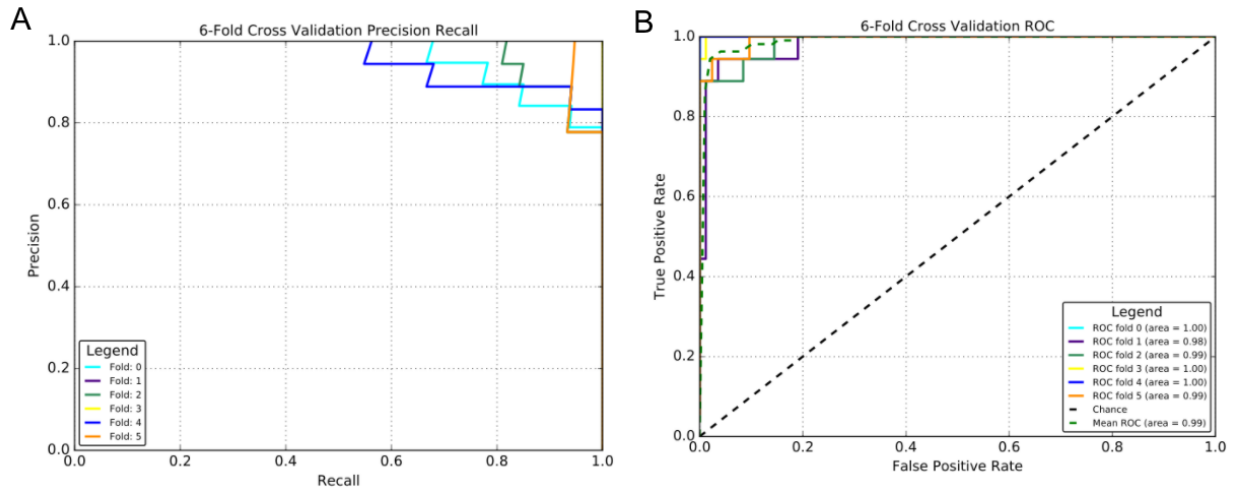 A
6-Fold Cross Validation Precision Recall
1.0
0.8
0.6
0.4
0.2
0.0
Precision
Legend
Fold: 0
Fold: 1
Fold: 2
Fold: 3
Fold: 4
Fold: 5
0.0 0.2 0.4 0.6 0.8 1.0
Recall
B
6-Fold Cross Validation ROC
1.0
0.8
0.6
0.4
0.2
0.0
True Positive Rate
Legend
ROC fold 0 (area = 1.00)
ROC fold 1 (area = 0.98)
ROC fold 2 (area = 0.99)
ROC fold 3 (area = 1.00)
ROC fold 4 (area = 1.00)
ROC fold 5 (area = 0.99)
Chance
Mean ROC (area = 0.99)
0.0 0.2 0.4 0.6 0.8 1.0
False Positive Rate